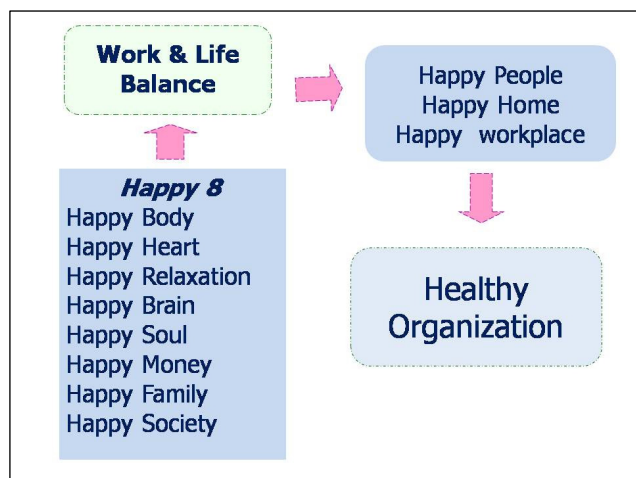 Work & Life
Balance
Happy People
Happy Home
Happy workplace
Happy 8
Happy Body
Happy Heart
Happy Relaxation
Happy Brain
Happy Soul
Happy Money
Happy Family
Happy Society
Healthy
Organization